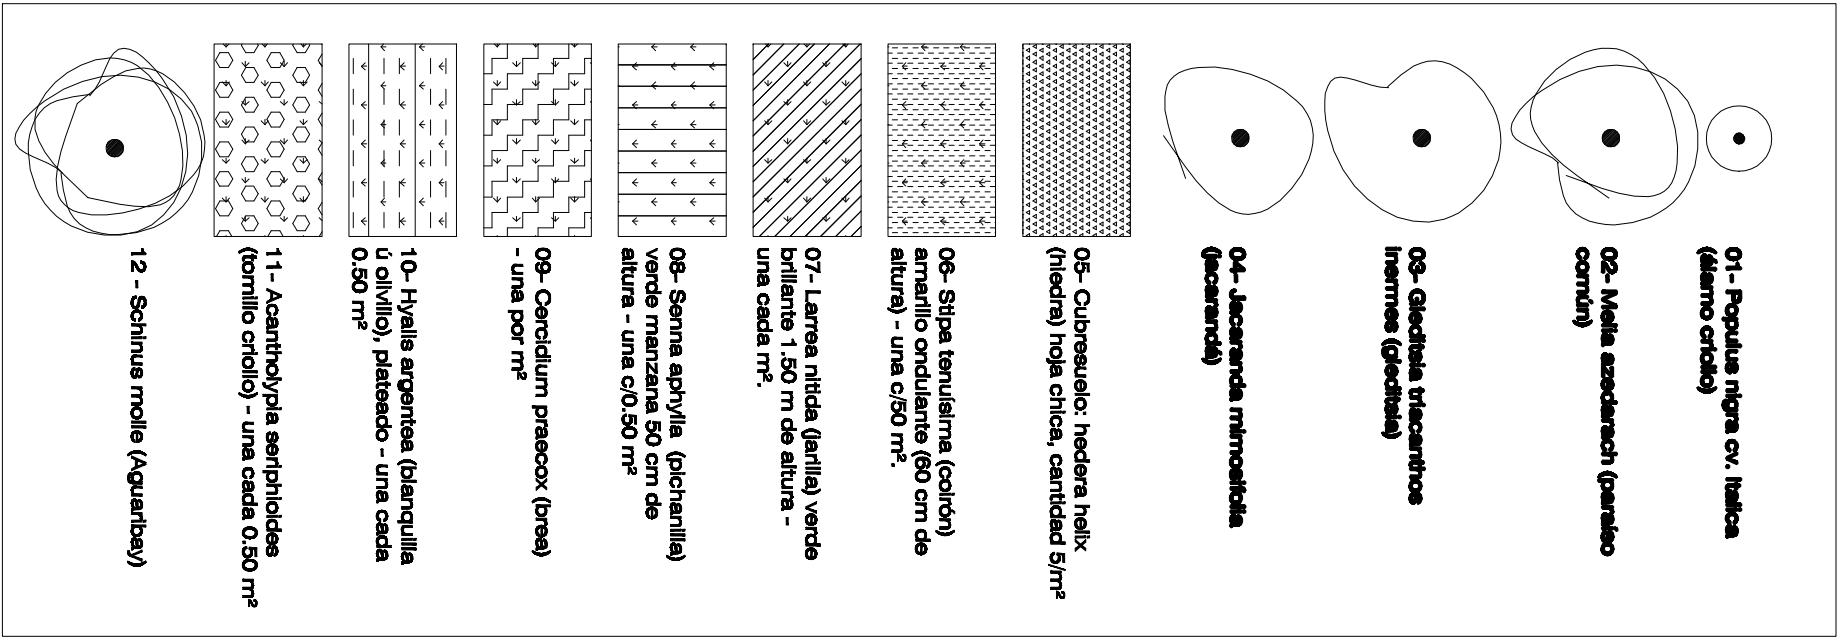 01- Populus nigra cv. italica
(álamo criollo)
02- Melia azedarach (paraíso
común)
03- Gleditsia triacanthos
inermes (gleditsia)
04- Jacaranda mimosifolia
(jacarandá)
05- Cubresuelo: hedera helix
(hiedra) hoja chica, cantidad 5/m²
06- Stipa tenuísima (coirón)
amarillo ondulante (60 cm de
altura) - una c/50 m².
07- Larrea nitida (jarilla) verde
brillante 1.50 m de altura -
una cada m².
08- Senna aphylla (pichanilla)
verde manzana 50 cm de
altura - una c/0.50 m²
09- Cercidium praecox (brea)
- una por m²
10- Hyalis argentea (blanquilla
ú olivillo), plateado - una cada
0.50 m²
11- Acantholypia seriphioides
(tomillo criollo) - una cada 0.50 m²
12 - Schinus molle (Aguaribay)